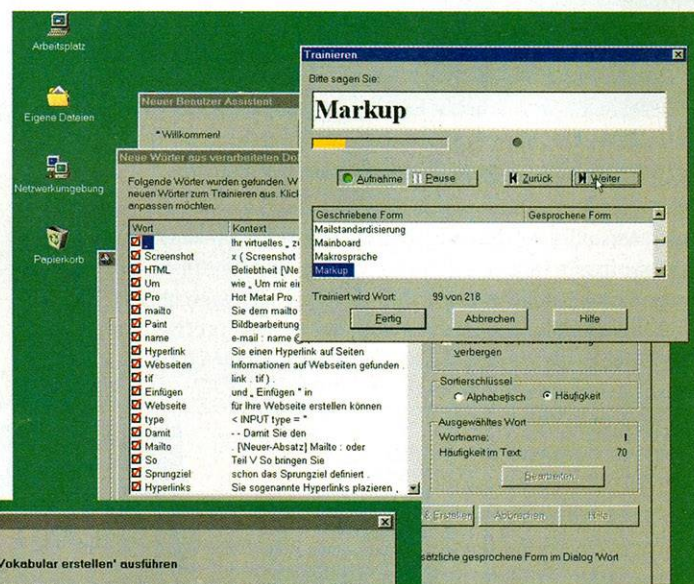 Arbeitsplatz
Eigene Dateien
Netzwerkumgebung
Papierkorb
Neuer Benutzer Assistent
"Willkommen!
Neue Wörter aus verarbeiteten Do
Folgende Wörter wurden gefunden. W
neuen Wörter zum Trainieren aus. Klick
anpassen möchten.
Wort Kontext
„ Ihr virtuelles „ z
Screenshot x ( Screenshot
HTML Beliebtheit [\Ne
Um wie „ Um mir ei
Pro Hot Metal Pro .
mailto Sie dem mailto
Paint Bildbearbeitung
name e-mail : name @
Hyperlink Sie einen Hyperlink auf Seiten
Webseiten Informationen auf Webseiten gefunden .
tif link . tif ) .
Einfügen und „ Einfügen " in
Webseite für Ihre Webseite erstellen können
type < INPUT type = "
Damit -- Damit Sie den
Mailto . [\Neuer-Absatz] Mailto : oder
So Teil V So bringen Sie
Sprungziel schon das Sprungziel definiert .
Hyperlinks Sie sogenannte Hyperlinks plazieren ,
Trainieren
Bitte sagen Sie:
Markup
Aufnahme Pause Zurück Weiter
Geschriebene Form Gesprochene Form
Mailstandardisierung
Mainboard
Makrosprache
Markup
Trainiert wird Wort: 99 von 218
Fertig Abbrechen Hilfe
verbergen
Sortierschlüssel
Alphabetisch Häufigkeit
Ausgewähltes Wort
Wortname: I
Häufigkeit im Text: 70
Bearbeiten
& Erstellen Abbrechen Hilfe
Vokabular erstellen' ausführen
sätzliche gesprochene Form im Dialog 'Wort